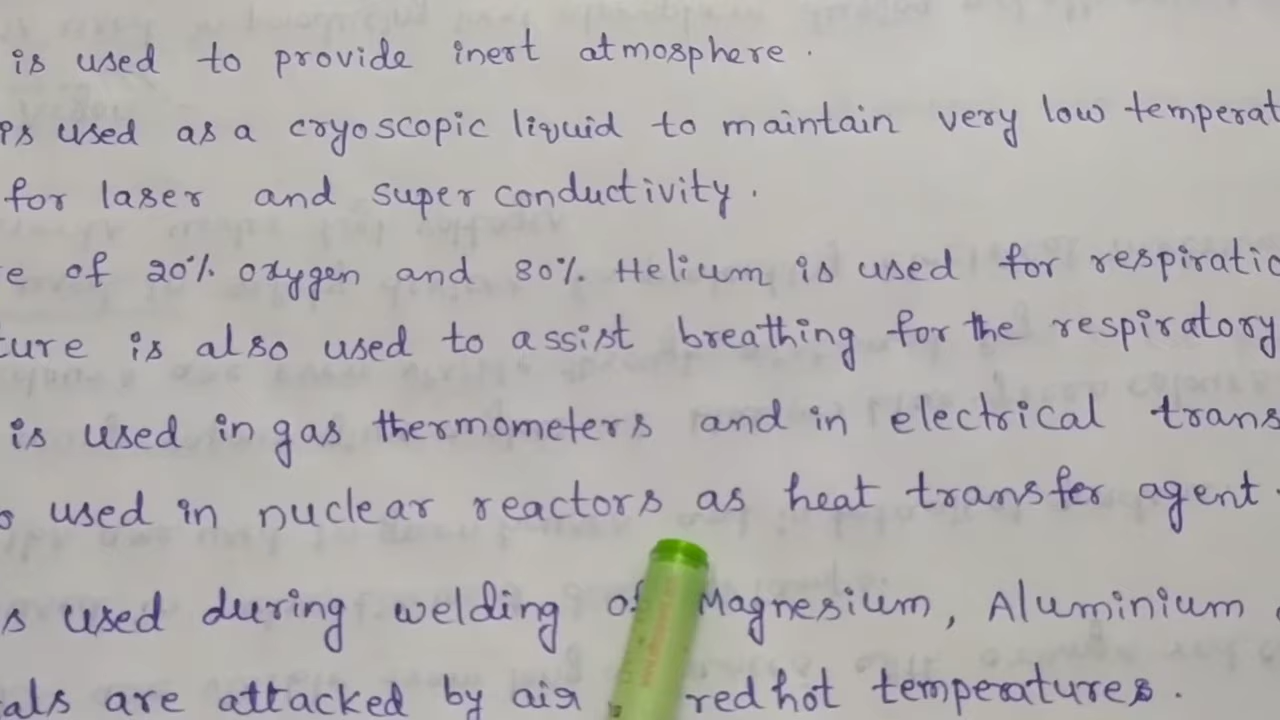 is used to provide inert atmosphere.
is used as a cryoscopic liquid to maintain very low temperat
for laser and super conductivity.
e of 20% oxygen and 80% Helium is used for respiratio
ture is also used to assist breathing for the respiratory
is used in gas thermometers and in electrical trans
o used in nuclear reactors as heat transfer agent.
s used during welding of Magnesium, Aluminium
als are attacked by air red hot temperatures.